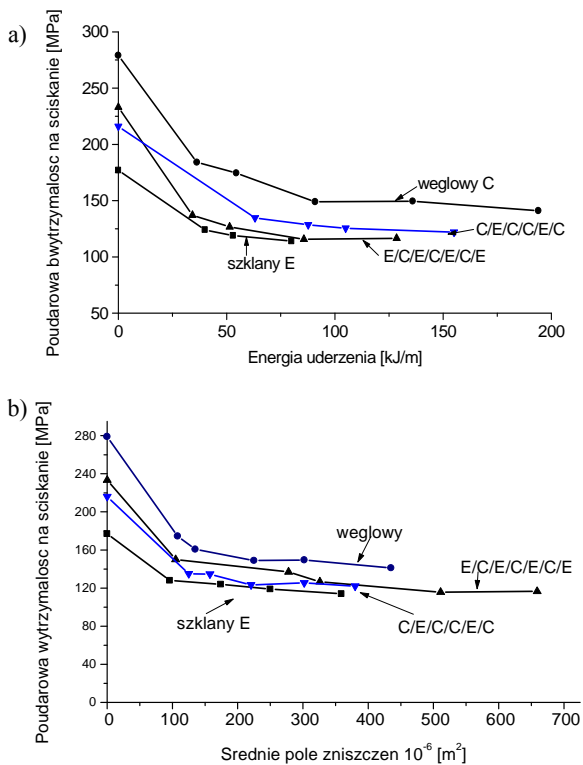 a)
Poudarowa bwytrzymalosc na sciskanie [MPa]
300
250
200
150
100
50
weglowy C
C/E/C/C/E/C
E/C/E/C/E/C/E
szklany E
0
50
100
150
200
Energia uderzenia [kJ/m]
b)
Poudarowa wytrzymalosc na sciskanie [MPa]
280
240
200
160
120
80
40
0
weglowy
E/C/E/C/E/C/E
szklany E
C/E/C/C/E/C
0
100
200
300
400
500
600
700
Srednie pole zniszczen 10⁻⁶ [m²]